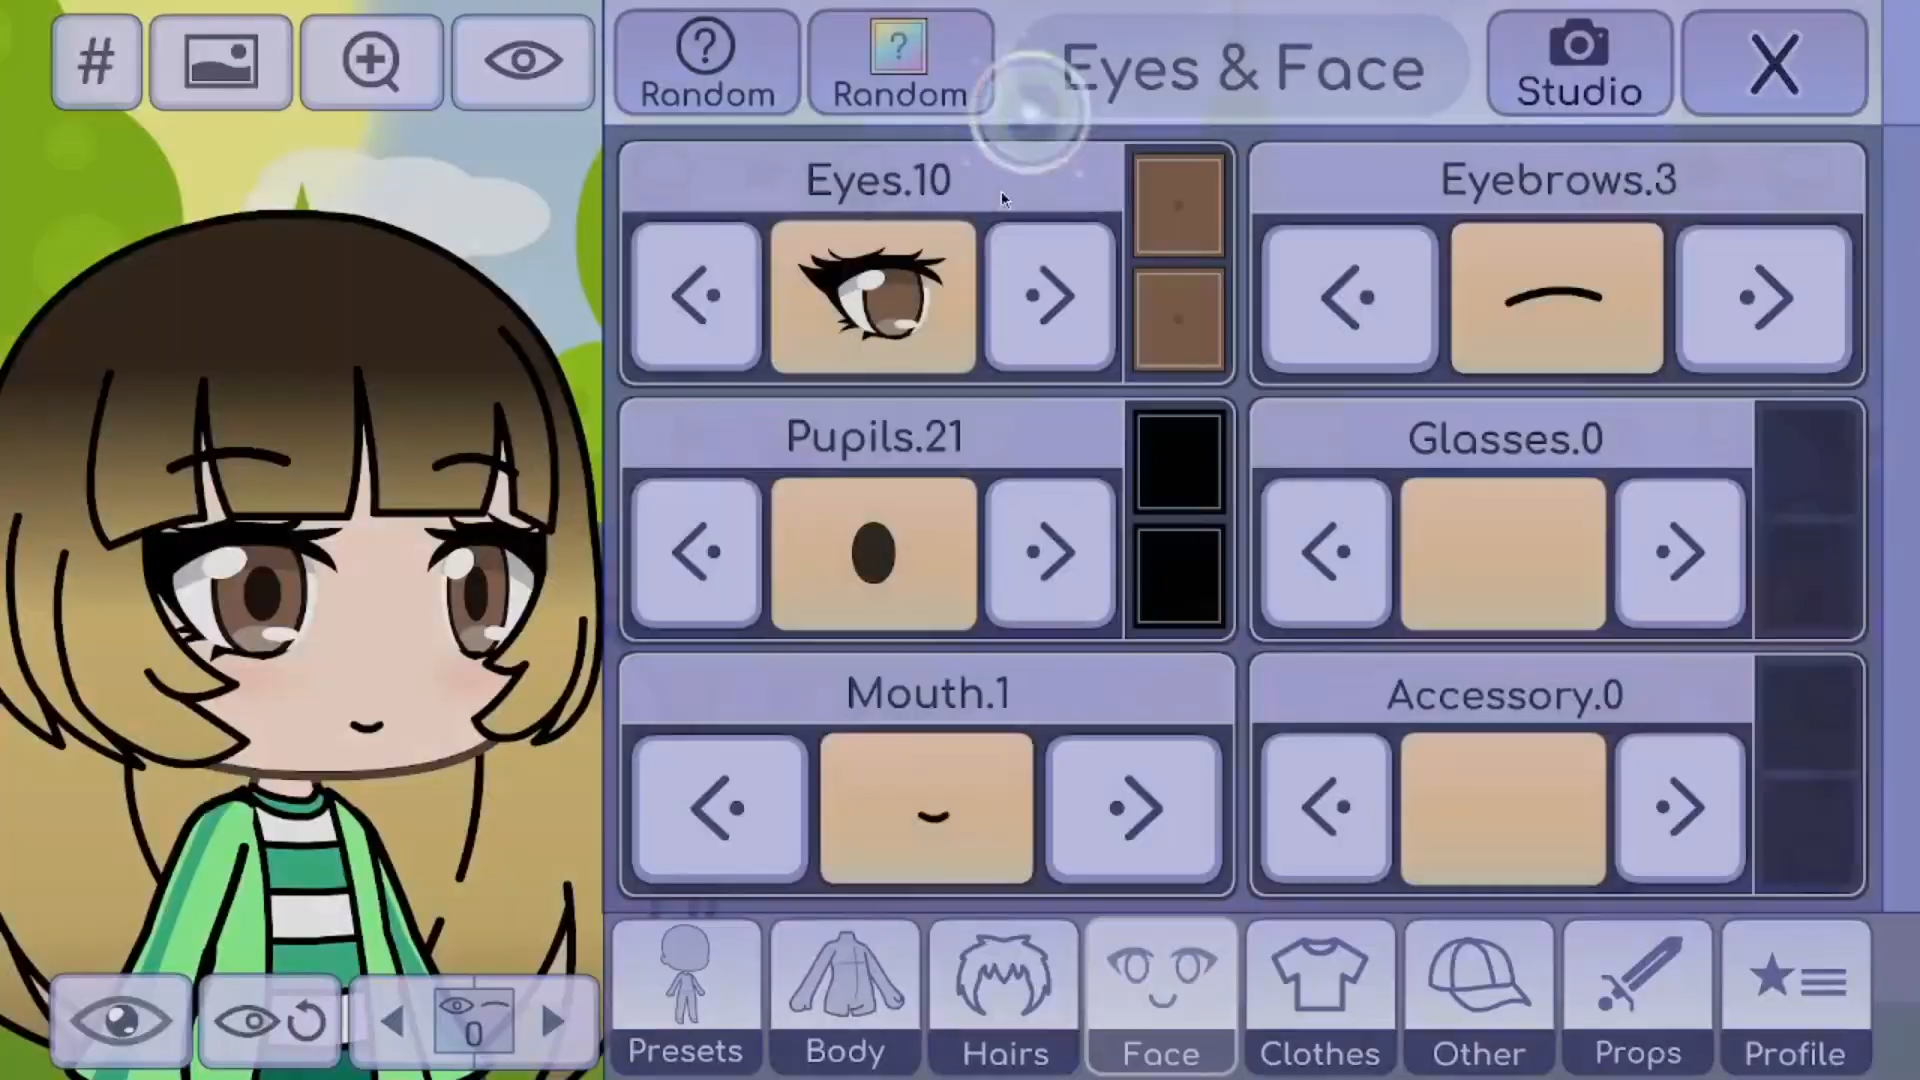 #
? Random
? Random
Eyes & Face
Studio
X
Eyes.10
Eyebrows.3
Pupils.21
Glasses.0
Mouth.1
Accessory.0
0
Presets
Body
Hairs
Face
Clothes
Other
Props
Profile